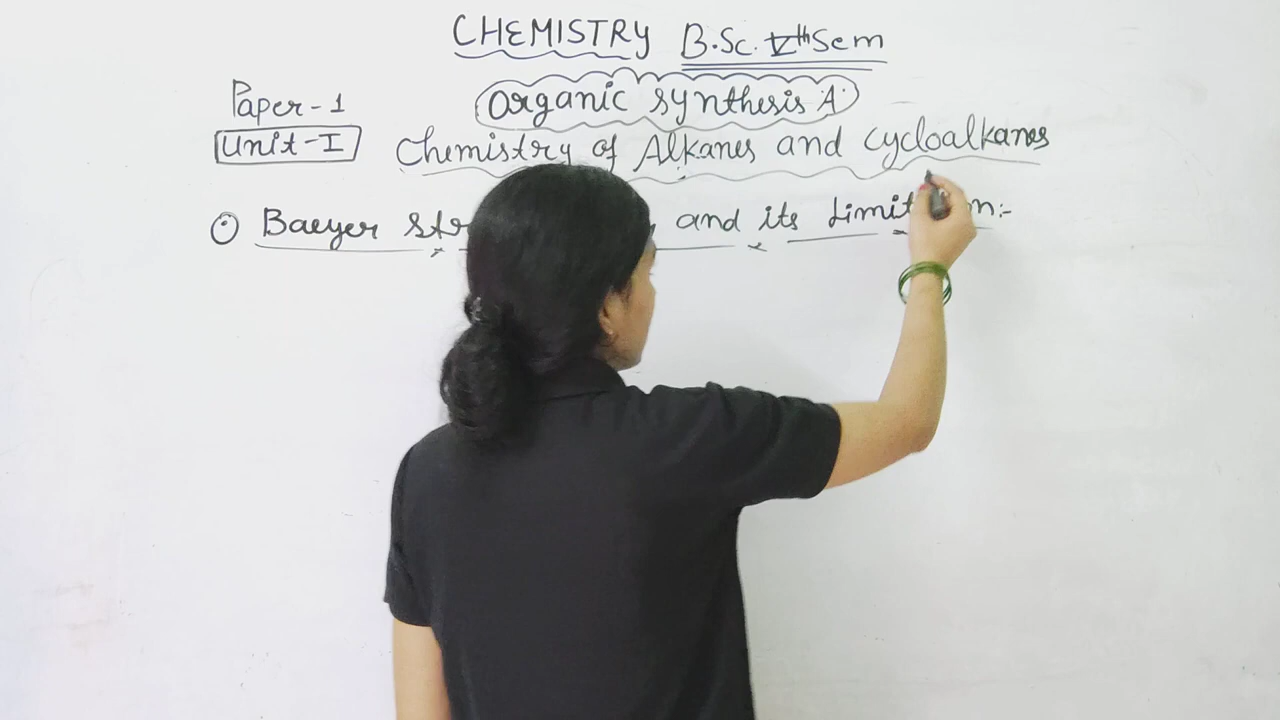 CHEMISTRY B.Sc. Vth Sem
Paper-1 Organic synthesis A
Unit-I Chemistry of Alkanes and Cycloalkanes
Baeyer and its